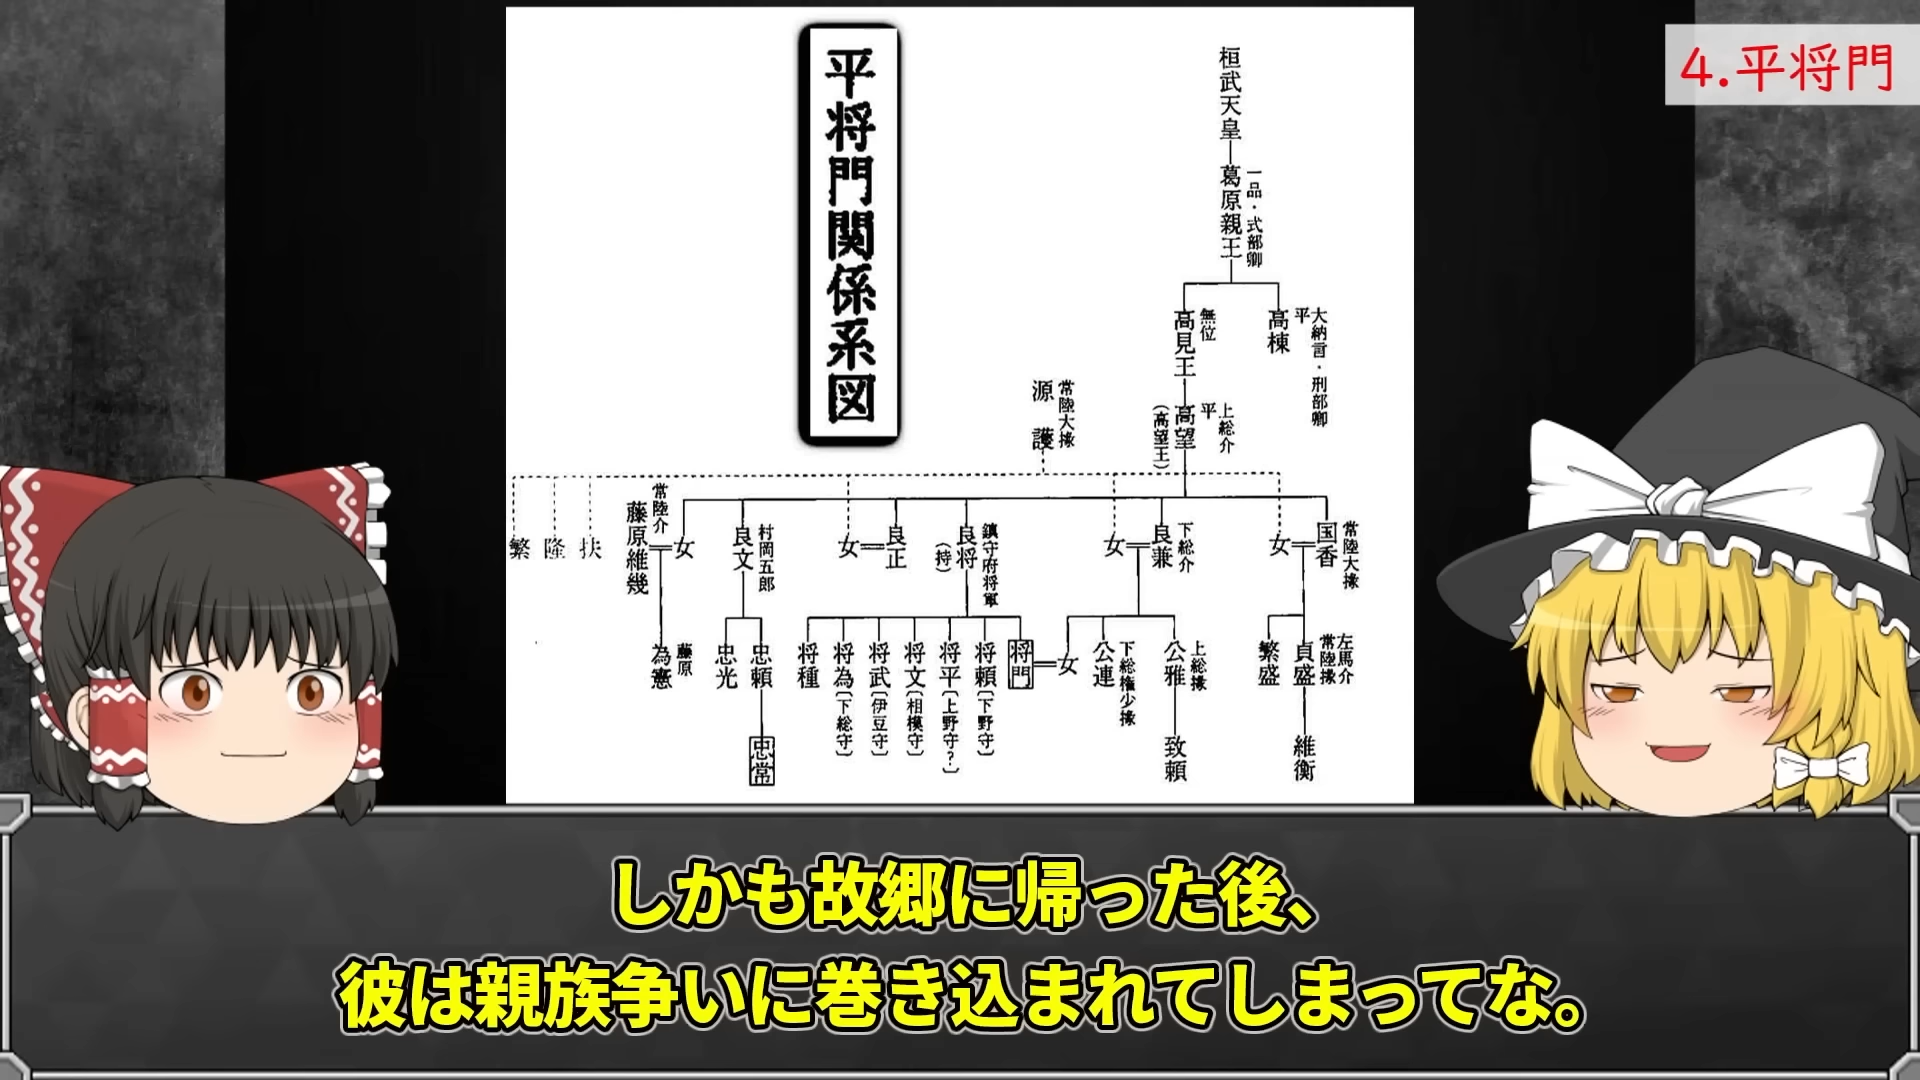 4.平将門
平将門関係系図
桓武天皇
一品・式部卿
葛原親王
大納言・刑部卿
平
高棟
無位
高見王
上総介
平
高望
(高望王)
常陸大掾
源護
常陸大掾
国香
女
下総介
良兼
女
鎮守府将軍
良将
(持)
良正
女
村岡五郎
良文
女
常陸介
藤原維幾
扶
隆
繁
左馬介
常陸掾
貞盛
繁盛
上総掾
公雅
下総権少掾
公連
女
将門
将頼〔下野守〕
将平〔上野守?〕
将文〔相模守〕
将武〔伊豆守〕
将為〔下総守〕
将種
忠頼
忠光
藤原
為憲
維衡
致頼
忠常
しかも故郷に帰った後、
彼は親族争いに巻き込まれてしまってな。